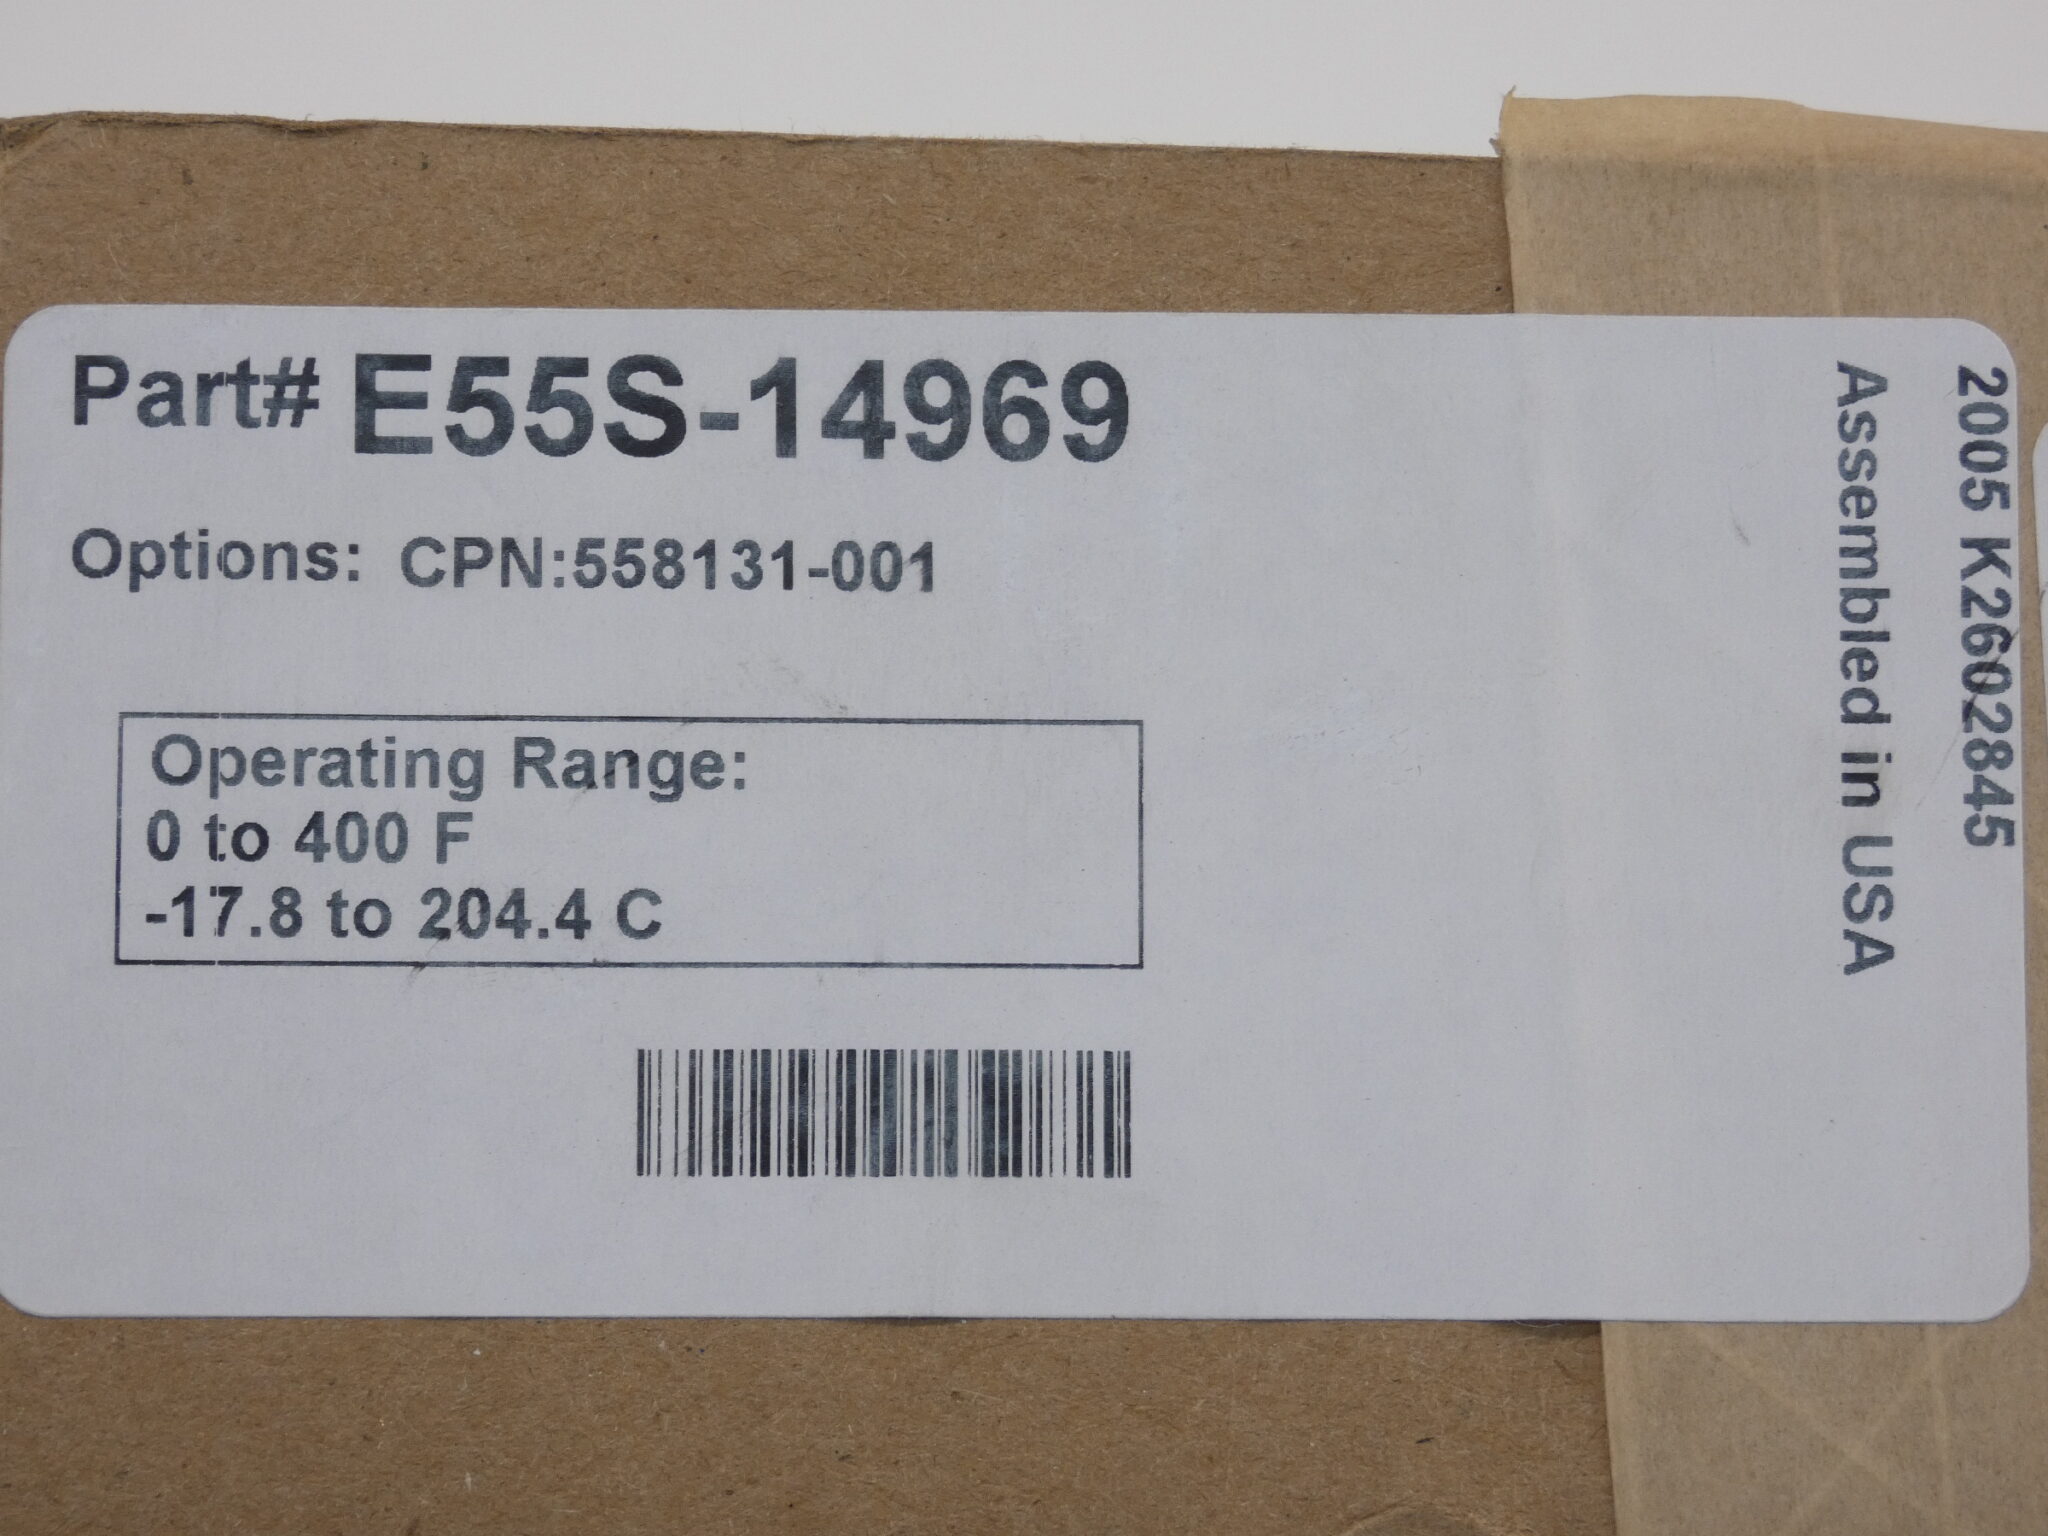 Part# E55S-14969
Options: CPN:558131-001
Operating Range:
0 to 400 F
-17.8 to 204.4 C
2005 K2602845
Assembled in USA